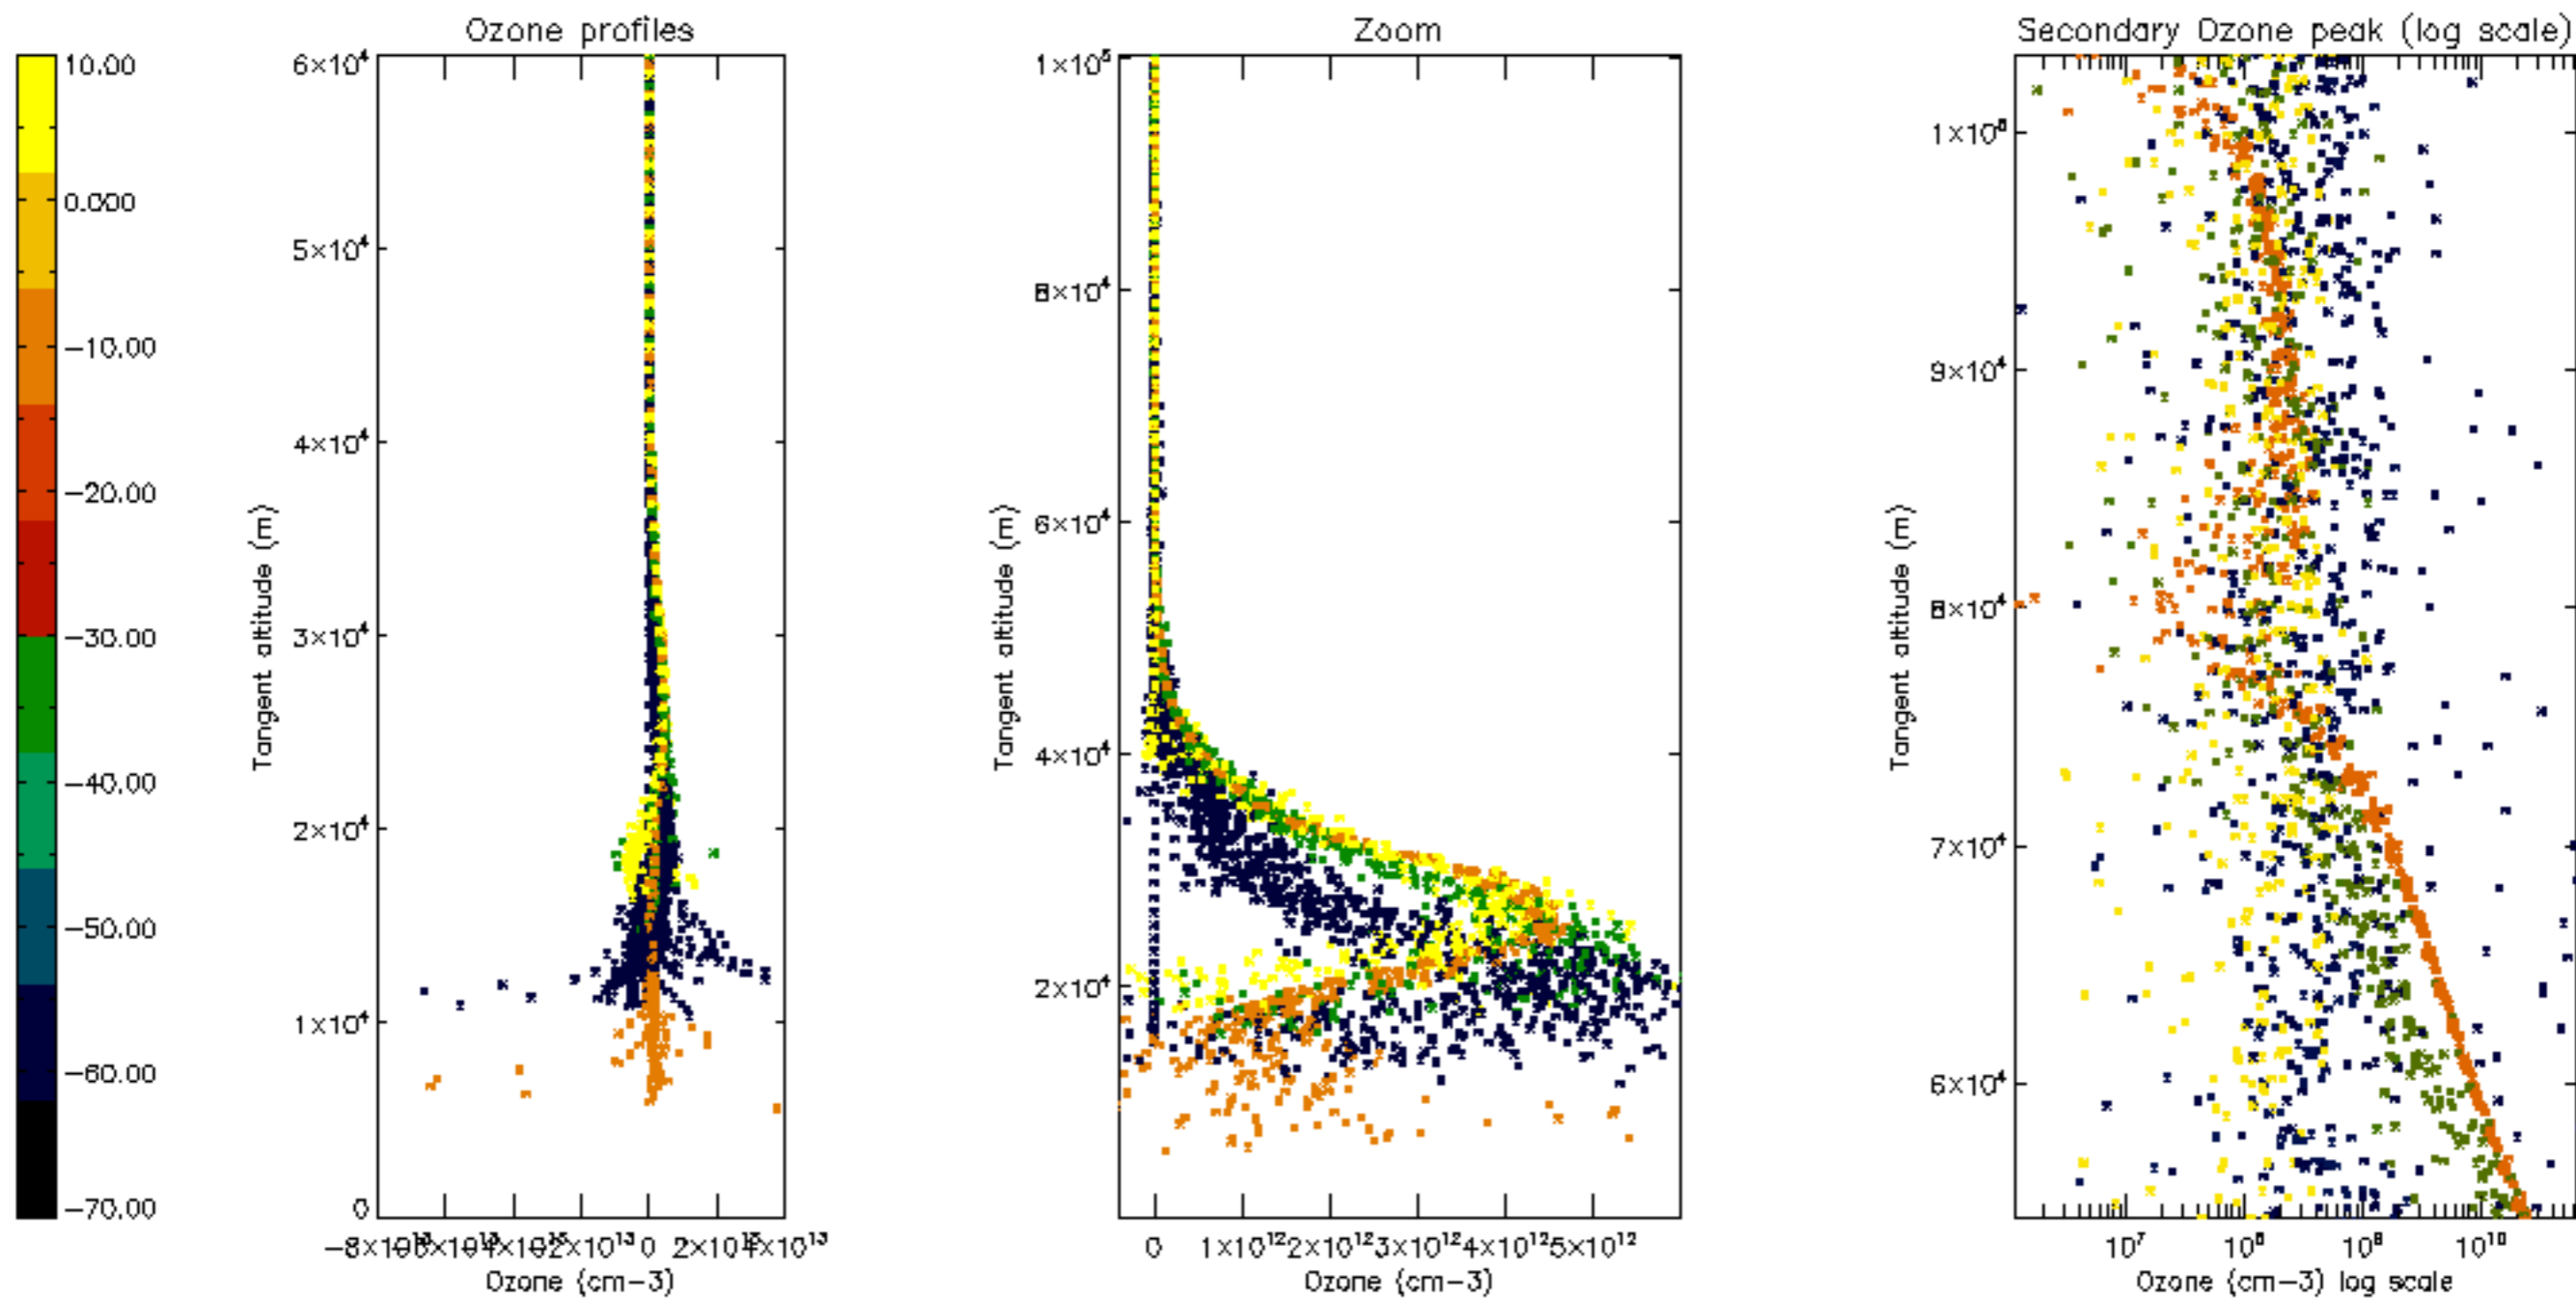 Ozone profiles
Zoom
Secondary Ozone peak (log scale)
10.00
0.000
−10.00
−20.00
−30.00
−40.00
−50.00
−60.00
−70.00
6×10⁴
5×10⁴
4×10⁴
3×10⁴
2×10⁴
1×10⁴
0
Tangent altitude (m)
0
Ozone (cm−3)
1×10⁵
8×10⁴
6×10⁴
4×10⁴
2×10⁴
Tangent altitude (m)
0 1×10¹² 2×10¹² 3×10¹² 4×10¹² 5×10¹²
Ozone (cm−3)
1×10⁵
9×10⁴
8×10⁴
7×10⁴
6×10⁴
Tangent altitude (m)
10⁷ 10⁸ 10⁹ 10¹⁰
Ozone (cm−3) log scale